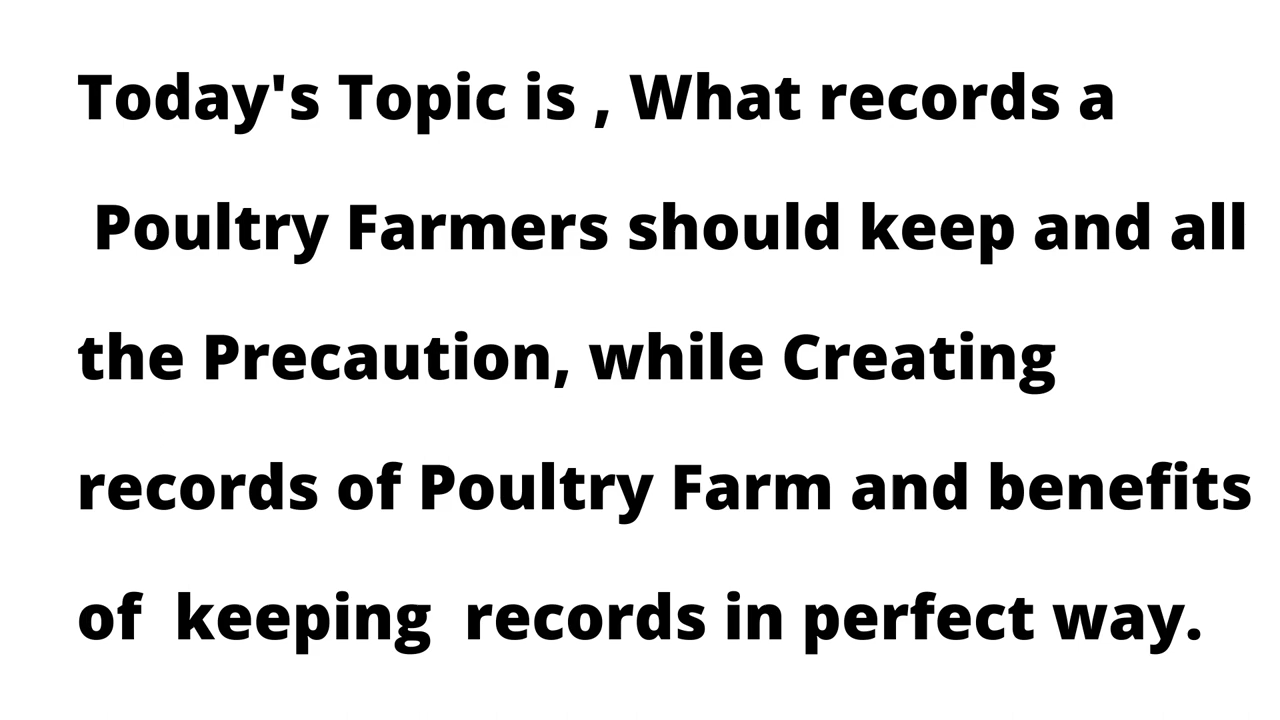 Today's Topic is , What records a
Poultry Farmers should keep and all
the Precaution, while Creating
records of Poultry Farm and benefits
of keeping records in perfect way.